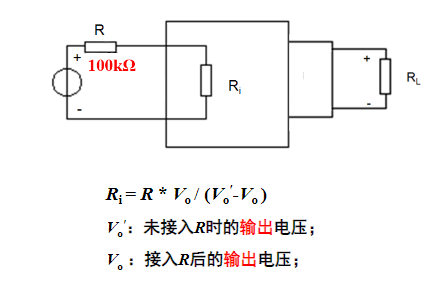 R
+
100kΩ
-
Ri
+
-
RL
Ri = R * Vo / (Vo′-Vo)
Vo′：未接入R时的输出电压；
Vo：接入R后的输出电压；